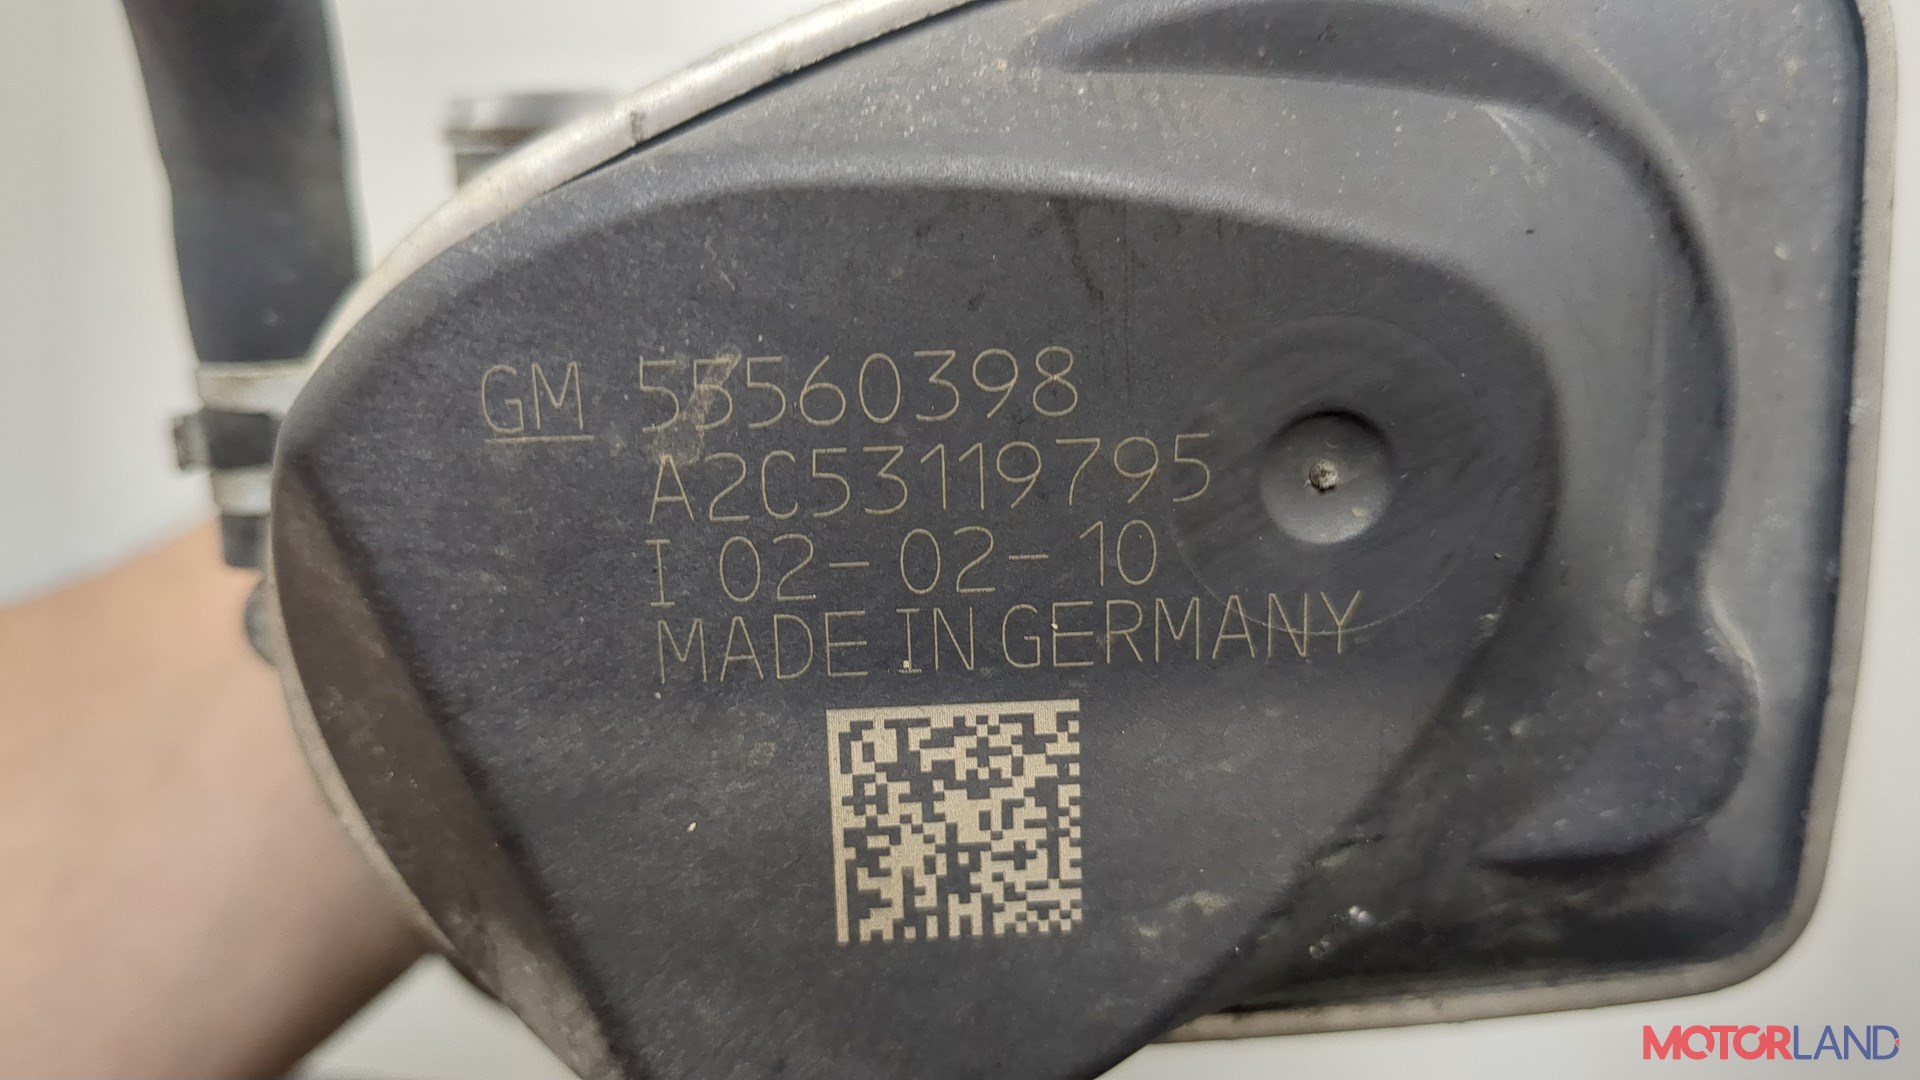 GM 55560398
A2C53119795
I 02-02-10
MADE IN GERMANY
MOTORLAND